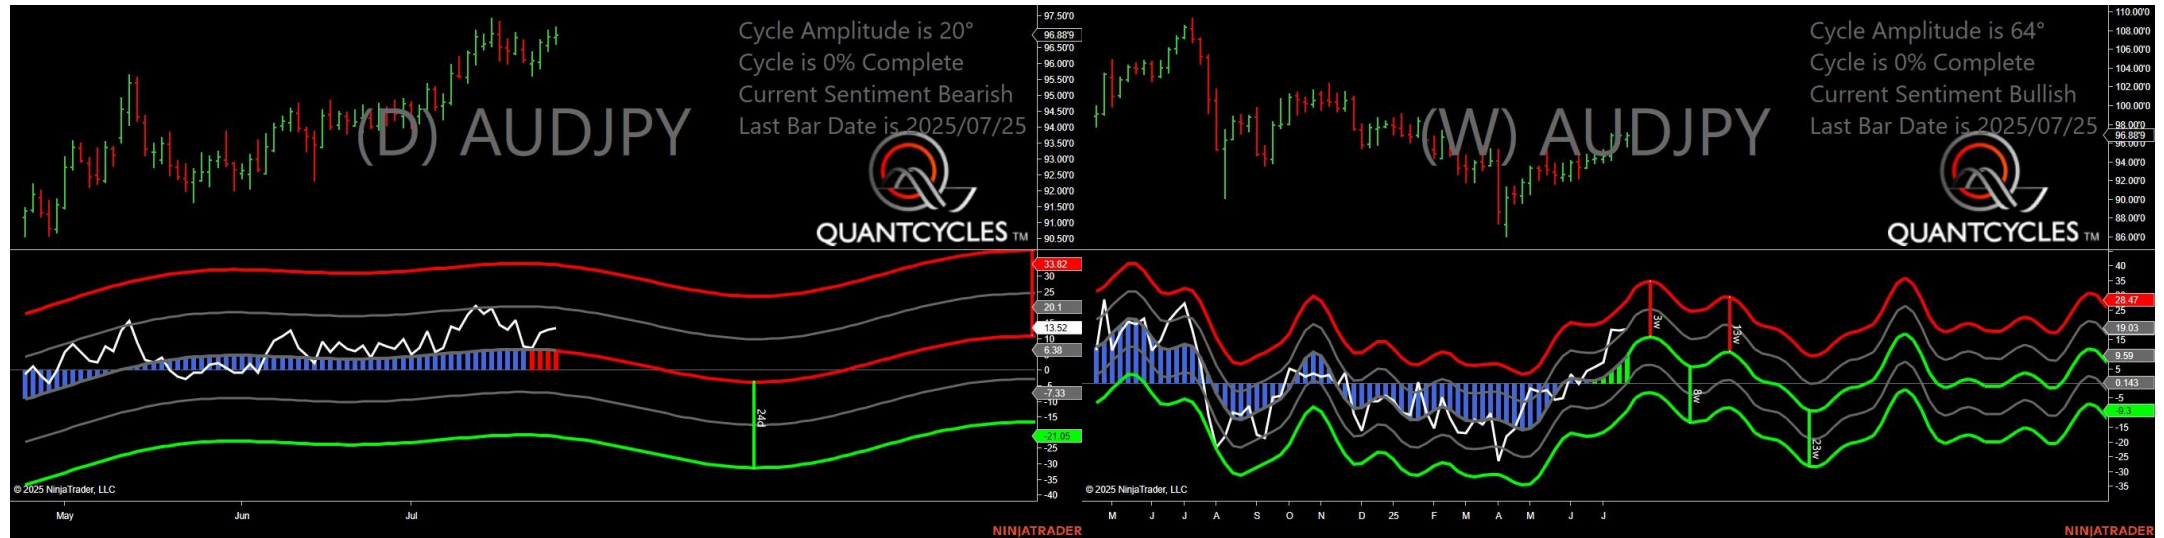 Cycle Amplitude is 20°
Cycle is 0% Complete
Current Sentiment Bearish
Last Bar Date is 2025/07/25
(D) AUDJPY
QUANTCYCLES TM
97.50'0
96.88'9
96.50'0
96.00'0
95.50'0
95.00'0
94.50'0
94.00'0
93.50'0
93.00'0
92.50'0
92.00'0
91.50'0
91.00'0
90.50'0
33.82
30
25
20.1
15
13.52
6.38
0
-5
-7.33
-10
-15
-21.05
-25
-30
-35
-40
24d
© 2025 NinjaTrader, LLC
May Jun Jul
NINJATRADER
Cycle Amplitude is 64°
Cycle is 0% Complete
Current Sentiment Bullish
Last Bar Date is 2025/07/25
(W) AUDJPY
QUANTCYCLES TM
110.00'0
108.00'0
106.00'0
104.00'0
102.00'0
100.00'0
98.00'0
96.88'9
96.00'0
94.00'0
92.00'0
90.00'0
88.00'0
86.00'0
40
35
28.47
25
19.03
15
9.59
5
0.143
-5
-9.3
-15
-20
-25
-30
-35
3w
8w
13w
23w
© 2025 NinjaTrader, LLC
M J J A S O N D 25 F M A M J J
NINJATRADER